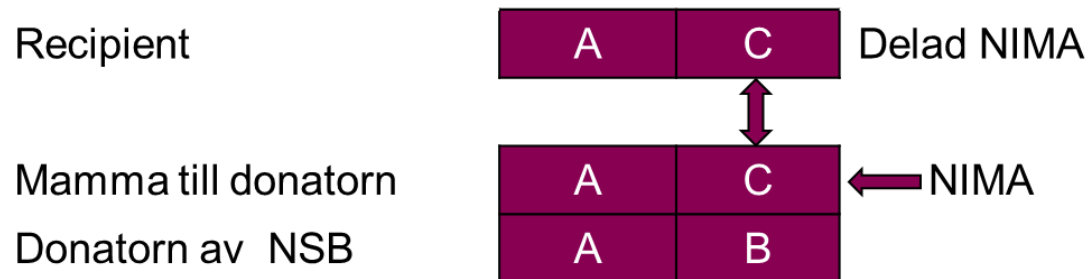 Recipient A C Delad NIMA
Mamma till donatorn A C NIMA
Donatorn av NSB A B